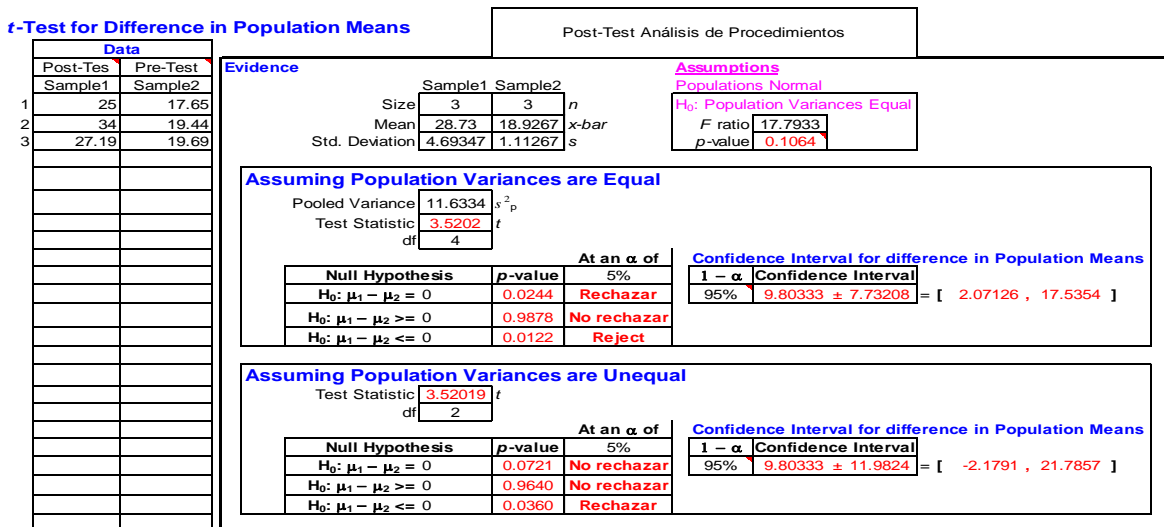 t-Test for Difference in Population Means
Post-Test Análisis de Procedimientos
Data
Post-Tes Pre-Test
Sample1 Sample2
1 25 17.65
2 34 19.44
3 27.19 19.69
Evidence
Sample1 Sample2
Size 3 3 n
Mean 28.73 18.9267 x-bar
Std. Deviation 4.69347 1.11267 s
Assumptions
Populations Normal
H₀: Population Variances Equal
F ratio 17.7933
p-value 0.1064
Assuming Population Variances are Equal
Pooled Variance 11.6334 s²p
Test Statistic 3.5202 t
df 4
At an α of
Null Hypothesis p-value 5%
H₀: μ₁ − μ₂ = 0 0.0244 Rechazar
H₀: μ₁ − μ₂ >= 0 0.9878 No rechazar
H₀: μ₁ − μ₂ <= 0 0.0122 Reject
Confidence Interval for difference in Population Means
1 − α Confidence Interval
95% 9.80333 ± 7.73208 = [ 2.07126 , 17.5354 ]
Assuming Population Variances are Unequal
Test Statistic 3.52019 t
df 2
At an α of
Null Hypothesis p-value 5%
H₀: μ₁ − μ₂ = 0 0.0721 No rechazar
H₀: μ₁ − μ₂ >= 0 0.9640 No rechazar
H₀: μ₁ − μ₂ <= 0 0.0360 Rechazar
Confidence Interval for difference in Population Means
1 − α Confidence Interval
95% 9.80333 ± 11.9824 = [ -2.1791 , 21.7857 ]